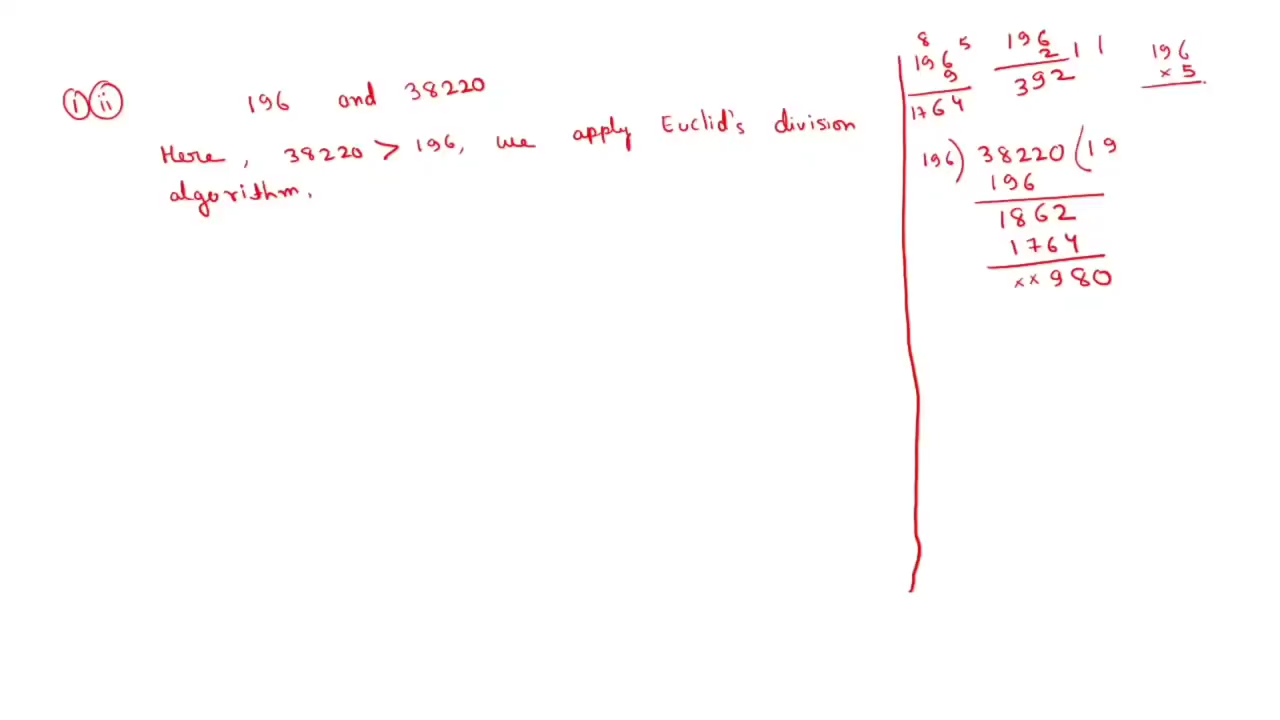 (i)(ii) 196 and 38220
Here, 38220 > 196, we apply Euclid's division
algorithm.
8 5
196
9
1764
196
2 1 1
392
196
× 5
196) 38220 (19
196
1862
1764
××980